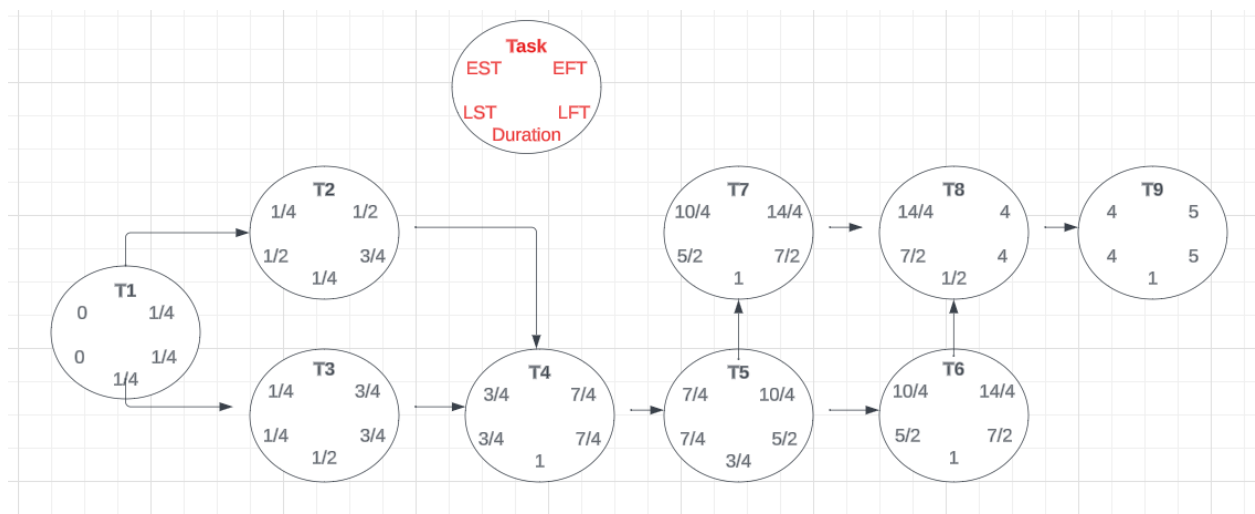 Task
EST EFT
LST LFT
Duration
T1
0 1/4
0 1/4
1/4
T2
1/4 1/2
1/2 3/4
1/4
T3
1/4 3/4
1/4 3/4
1/2
T4
3/4 7/4
3/4 7/4
1
T5
7/4 10/4
7/4 5/2
3/4
T7
10/4 14/4
5/2 7/2
1
T6
10/4 14/4
5/2 7/2
1
T8
14/4 4
7/2 4
1/2
T9
4 5
4 5
1